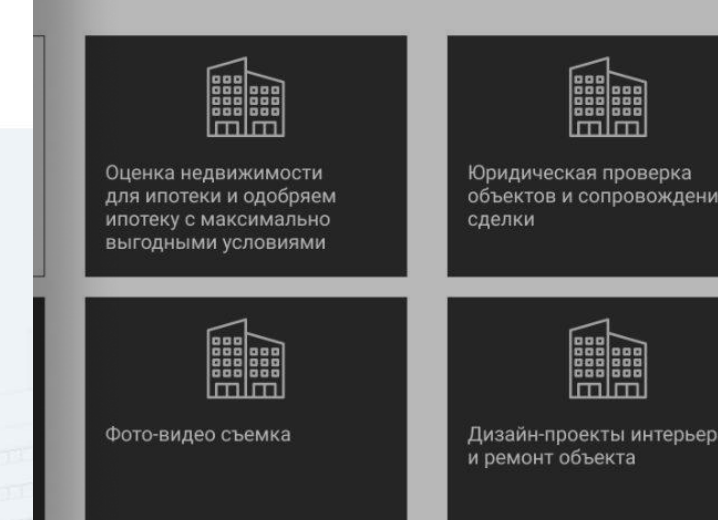 Оценка недвижимости
для ипотеки и одобряем
ипотеку с максимально
выгодными условиями
Юридическая проверка
объектов и сопровождени
сделки
Фото-видео съемка
Дизайн-проекты интерьер
и ремонт объекта